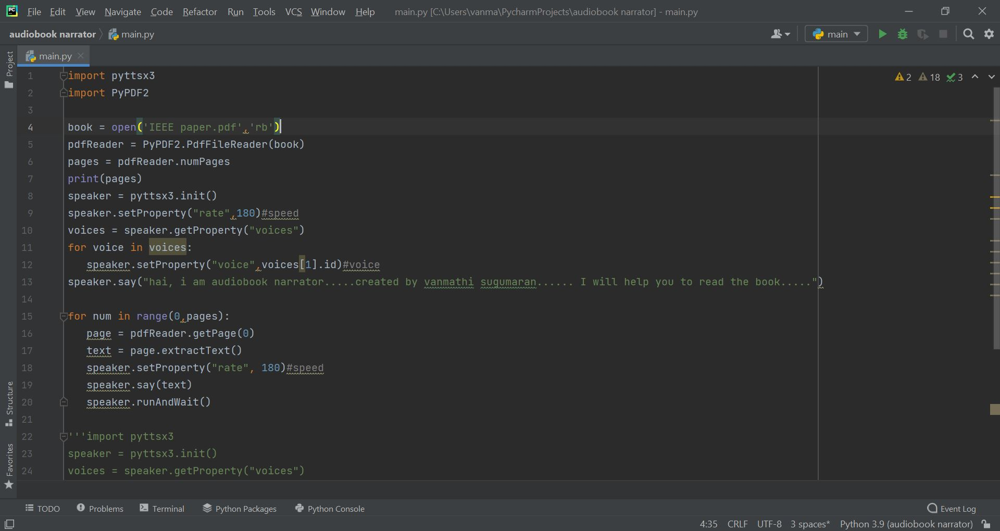 PC File Edit View Navigate Code Refactor Run Tools VCS Window Help main.py [C:\Users\vanma\PycharmProjects\audiobook narrator] - main.py
audiobook narrator main.py main
Project
main.py
1 import pyttsx3
2 import PyPDF2
3
4 book = open('IEEE paper.pdf','rb')
5 pdfReader = PyPDF2.PdfFileReader(book)
6 pages = pdfReader.numPages
7 print(pages)
8 speaker = pyttsx3.init()
9 speaker.setProperty("rate",180)#speed
10 voices = speaker.getProperty("voices")
11 for voice in voices:
12    speaker.setProperty("voice",voices[1].id)#voice
13 speaker.say("hai, i am audiobook narrator.....created by vanmathi sugumaran...... I will help you to read the book.....")
14
15 for num in range(0,pages):
16    page = pdfReader.getPage(0)
17    text = page.extractText()
18    speaker.setProperty("rate", 180)#speed
19    speaker.say(text)
20    speaker.runAndWait()
21
22 '''import pyttsx3
23 speaker = pyttsx3.init()
24 voices = speaker.getProperty("voices")
2 18 3
Structure
Favorites
TODO Problems Terminal Python Packages Python Console Event Log
4:35 CRLF UTF-8 3 spaces* Python 3.9 (audiobook narrator)